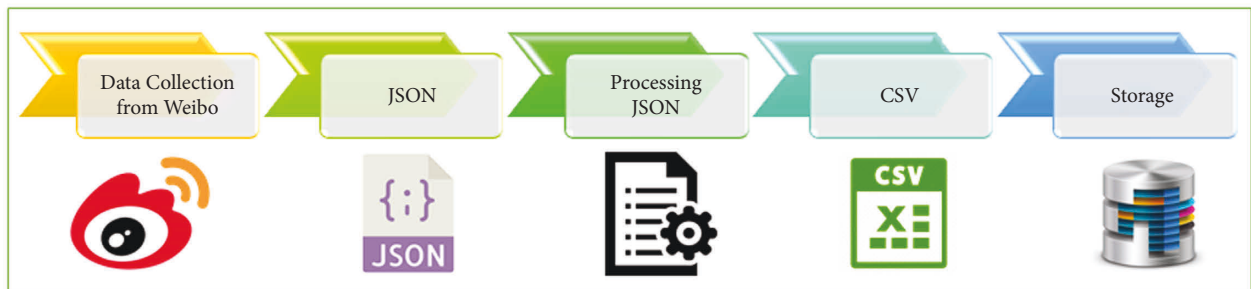 Data Collection
from Weibo
JSON
Processing
JSON
CSV
Storage
{;}
JSON
CSV
X